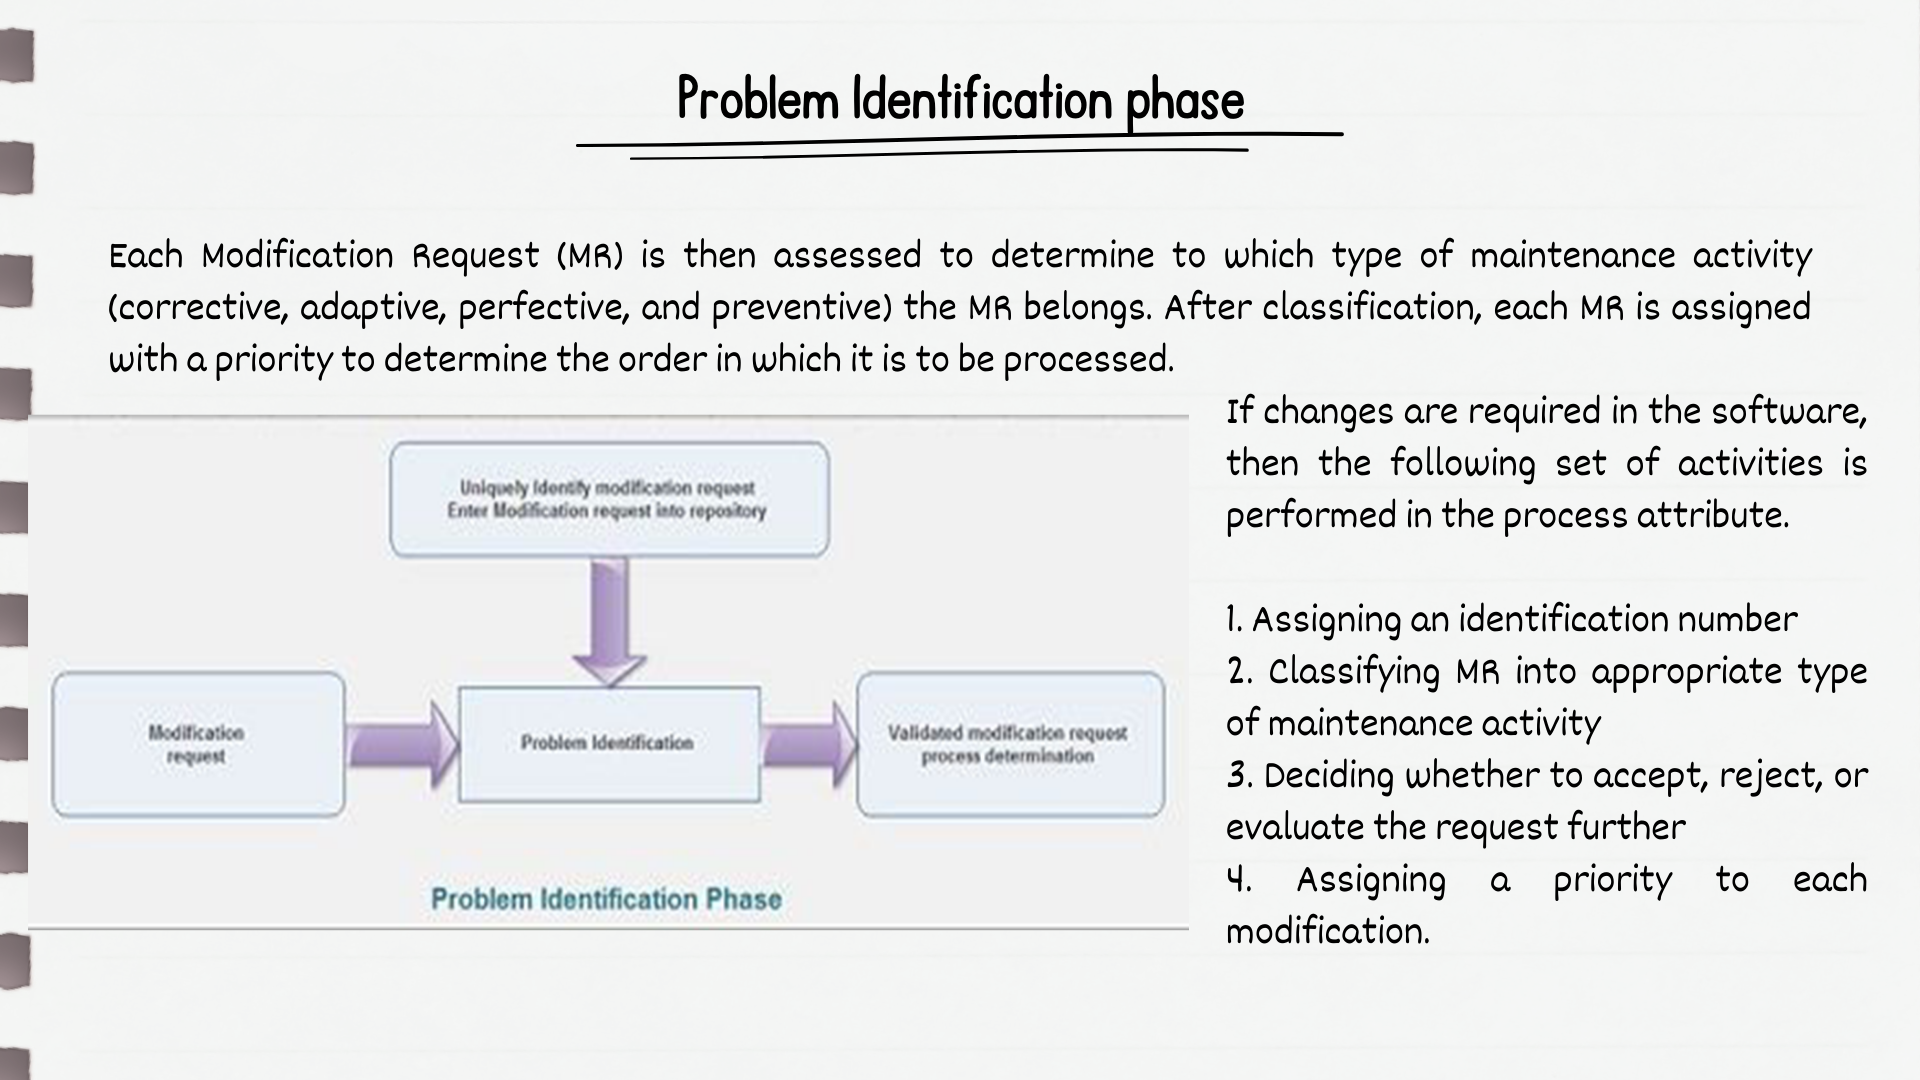 Problem Identification phase
Each Modification Request (MR) is then assessed to determine to which type of maintenance activity
(corrective, adaptive, perfective, and preventive) the MR belongs. After classification, each MR is assigned
with a priority to determine the order in which it is to be processed.
Uniquely Identify modification request
Enter Modification request into repository
Modification
request
Problem Identification
Validated modification request
process determination
Problem Identification Phase
If changes are required in the software,
then the following set of activities is
performed in the process attribute.
1. Assigning an identification number
2. Classifying MR into appropriate type
of maintenance activity
3. Deciding whether to accept, reject, or
evaluate the request further
4. Assigning a priority to each
modification.